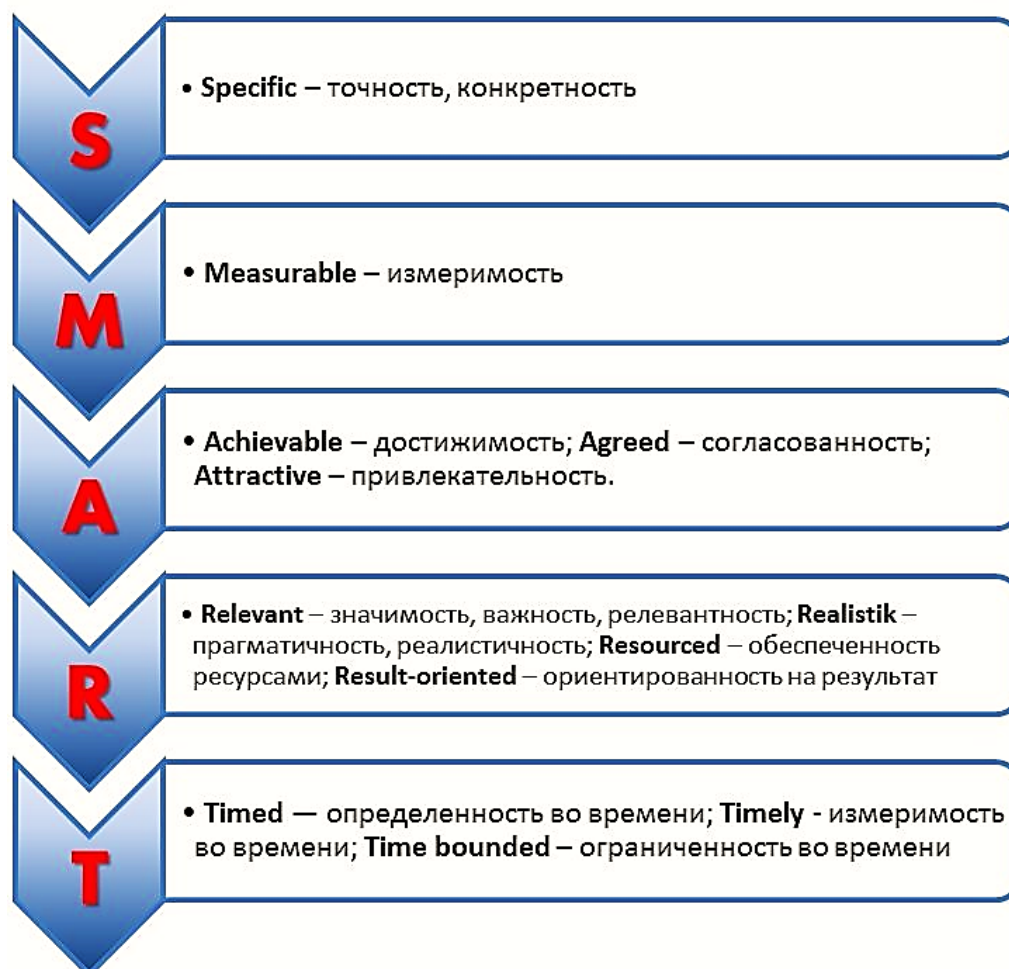 S
• Specific – точность, конкретность
M
• Measurable – измеримость
A
• Achievable – достижимость; Agreed – согласованность;
Attractive – привлекательность.
R
• Relevant – значимость, важность, релевантность; Realistik –
прагматичность, реалистичность; Resourced – обеспеченность
ресурсами; Result-oriented – ориентированность на результат
T
• Timed — определенность во времени; Timely - измеримость
во времени; Time bounded – ограниченность во времени